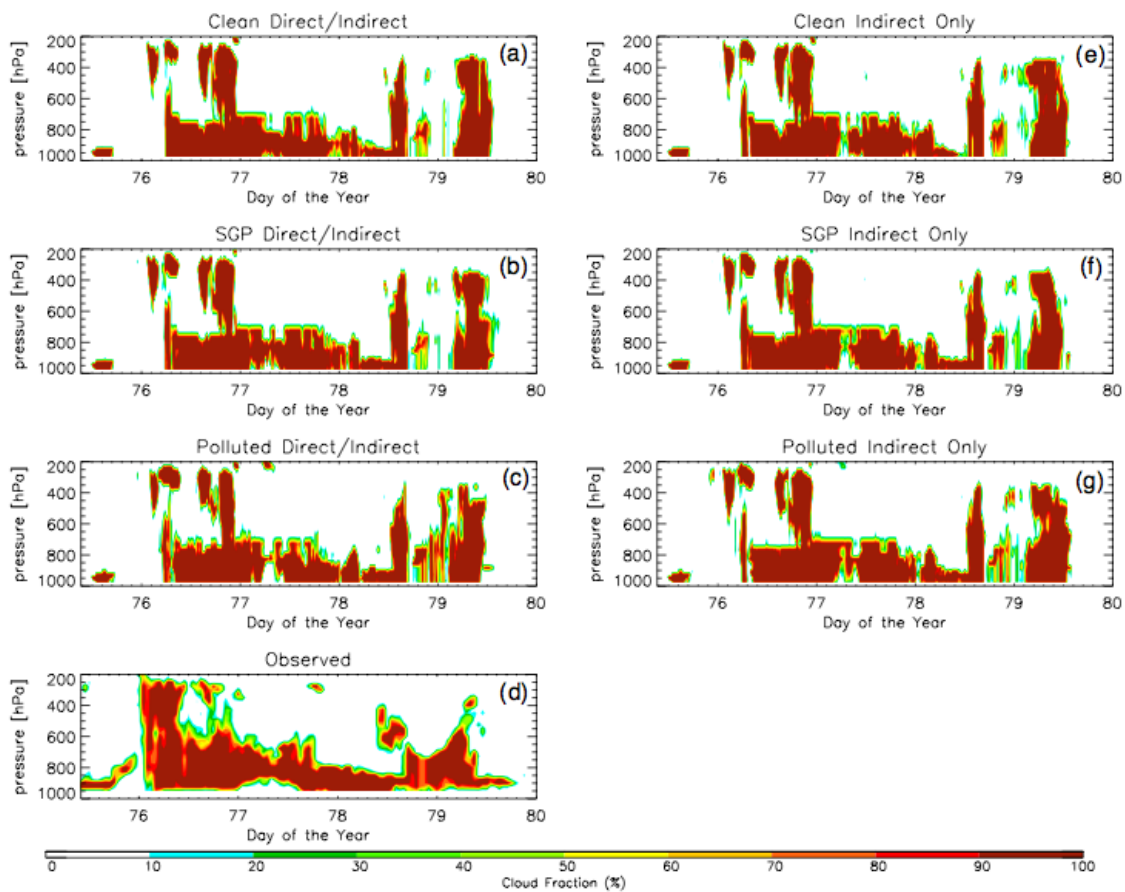 Clean Direct/Indirect
(a)
pressure [hPa]
200
400
600
800
1000
76 77 78 79 80
Day of the Year
Clean Indirect Only
(e)
pressure [hPa]
200
400
600
800
1000
76 77 78 79 80
Day of the Year
SGP Direct/Indirect
(b)
pressure [hPa]
200
400
600
800
1000
76 77 78 79 80
Day of the Year
SGP Indirect Only
(f)
pressure [hPa]
200
400
600
800
1000
76 77 78 79 80
Day of the Year
Polluted Direct/Indirect
(c)
pressure [hPa]
200
400
600
800
1000
76 77 78 79 80
Day of the Year
Polluted Indirect Only
(g)
pressure [hPa]
200
400
600
800
1000
76 77 78 79 80
Day of the Year
Observed
(d)
pressure [hPa]
200
400
600
800
1000
76 77 78 79 80
Day of the Year
0 10 20 30 40 50 60 70 80 90 100
Cloud Fraction (%)